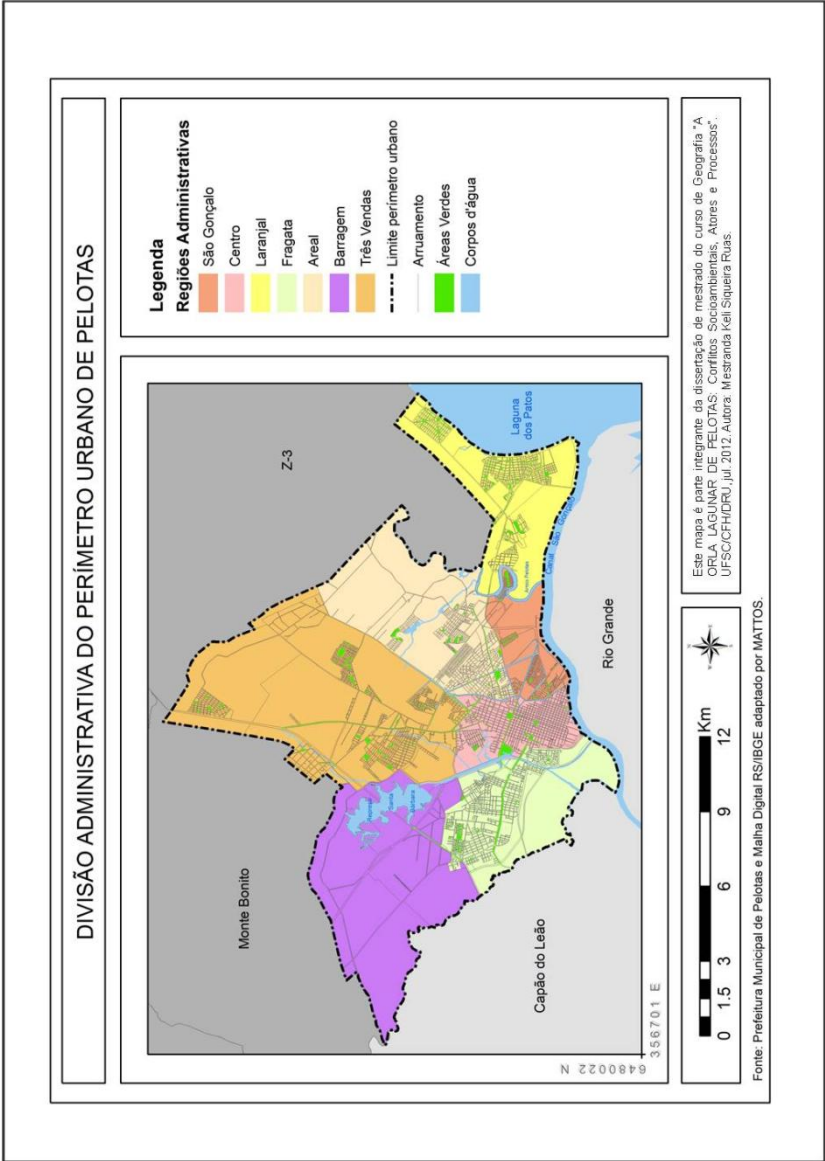 DIVISÃO ADMINISTRATIVA DO PERÍMETRO URBANO DE PELOTAS
Monte Bonito
Z-3
Laguna
dos Patos
Canal São Gonçalo
Rio Grande
Capão do Leão
6480022 N
356701 E
Legenda
Regiões Administrativas
São Gonçalo
Centro
Laranjal
Fragata
Areal
Barragem
Três Vendas
Limite perímetro urbano
Arruamento
Áreas Verdes
Corpos d'água
0 1.5 3 6 9 12
Km
Este mapa é parte integrante da dissertação de mestrado do curso de Geografia "A
ORLA LAGUNAR DE PELOTAS: Conflitos Socioambientais, Atores e Processos".
UFSC/CFH/DRU, jul. 2012. Autora: Mestranda Keli Siqueira Ruas.
Fonte: Prefeitura Municipal de Pelotas e Malha Digital RS/IBGE adaptado por MATTOS.